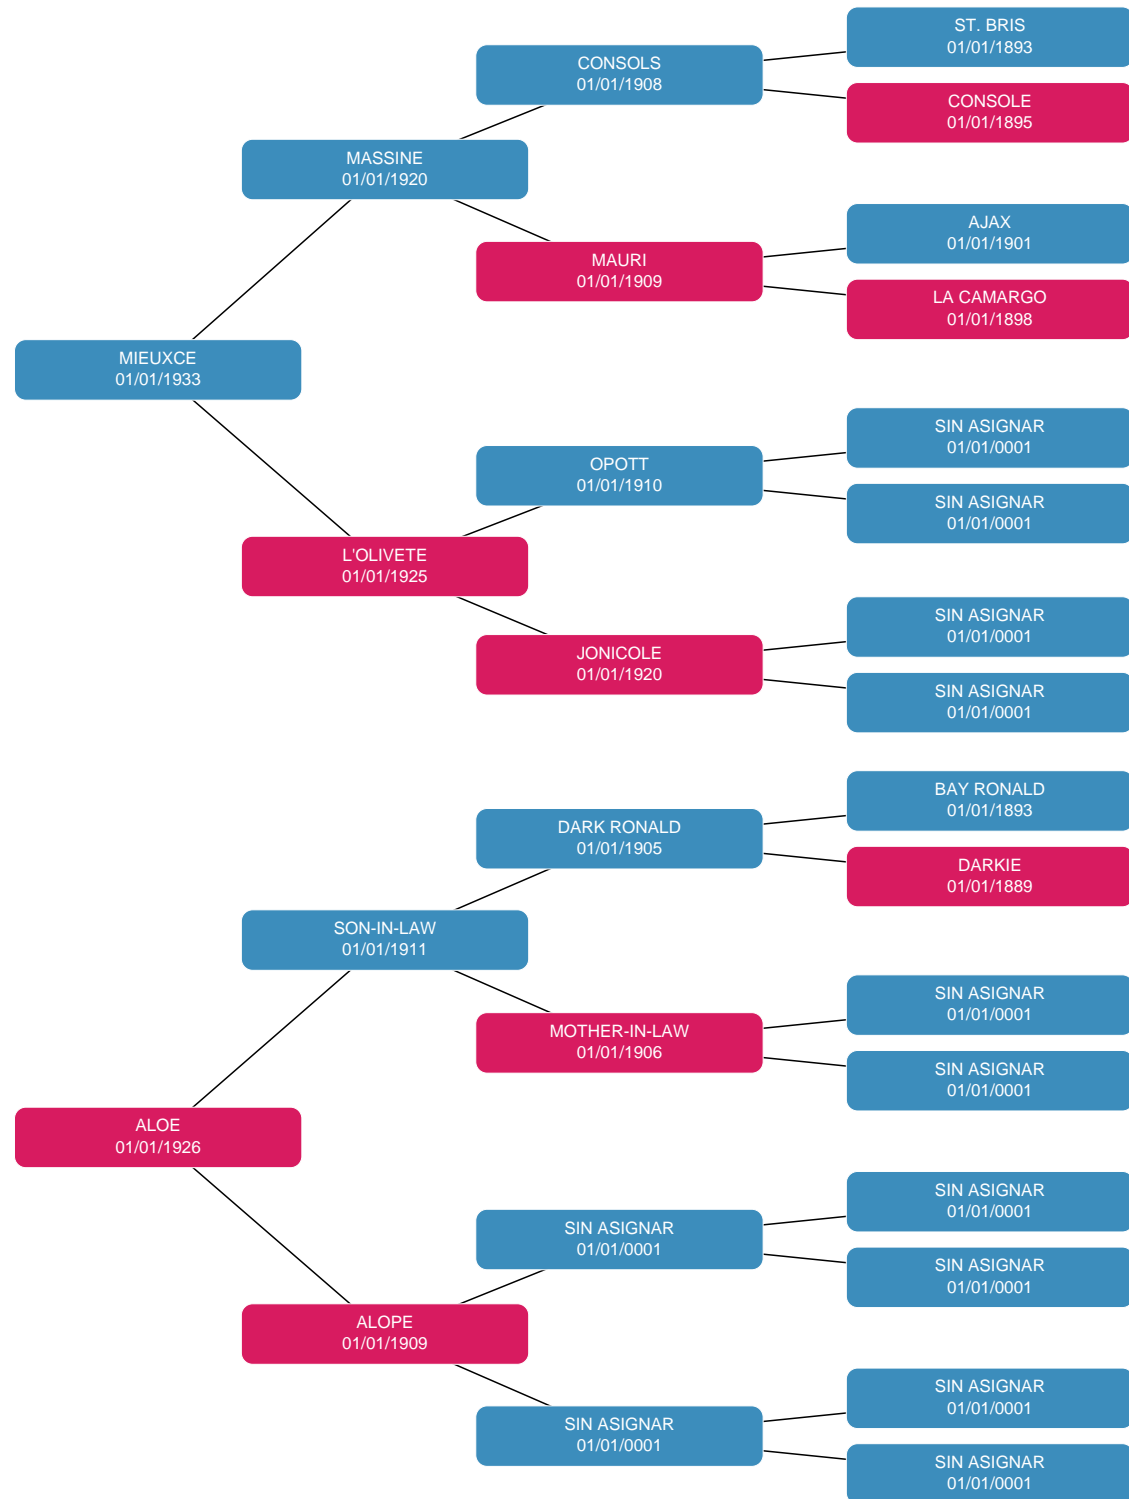 ST. BRIS
01/01/1893
CONSOLS
01/01/1908
CONSOLE
01/01/1895
MASSINE
01/01/1920
AJAX
01/01/1901
MAURI
01/01/1909
LA CAMARGO
01/01/1898
MIEUXCE
01/01/1933
SIN ASIGNAR
01/01/0001
OPOTT
01/01/1910
SIN ASIGNAR
01/01/0001
L'OLIVETE
01/01/1925
SIN ASIGNAR
01/01/0001
JONICOLE
01/01/1920
SIN ASIGNAR
01/01/0001
BAY RONALD
01/01/1893
DARK RONALD
01/01/1905
DARKIE
01/01/1889
SON-IN-LAW
01/01/1911
SIN ASIGNAR
01/01/0001
MOTHER-IN-LAW
01/01/1906
SIN ASIGNAR
01/01/0001
ALOE
01/01/1926
SIN ASIGNAR
01/01/0001
SIN ASIGNAR
01/01/0001
SIN ASIGNAR
01/01/0001
ALOPE
01/01/1909
SIN ASIGNAR
01/01/0001
SIN ASIGNAR
01/01/0001
SIN ASIGNAR
01/01/0001